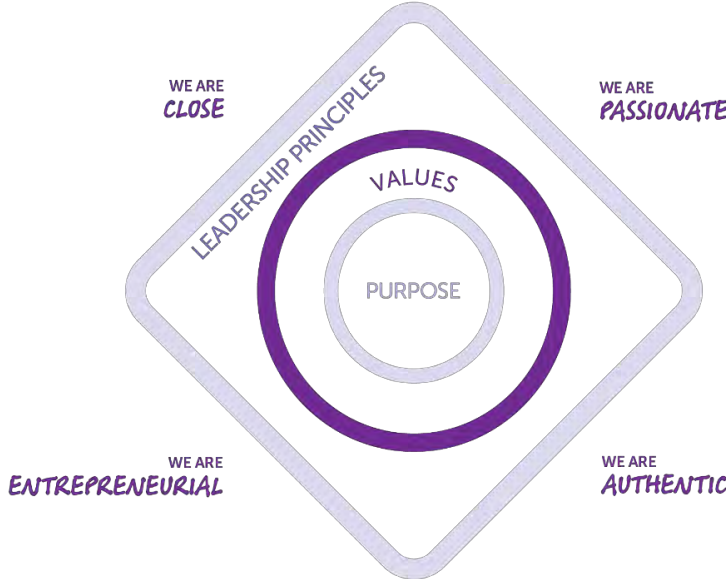 WE ARE
CLOSE
WE ARE
PASSIONATE
LEADERSHIP PRINCIPLES
VALUES
PURPOSE
WE ARE
ENTREPRENEURIAL
WE ARE
AUTHENTIC